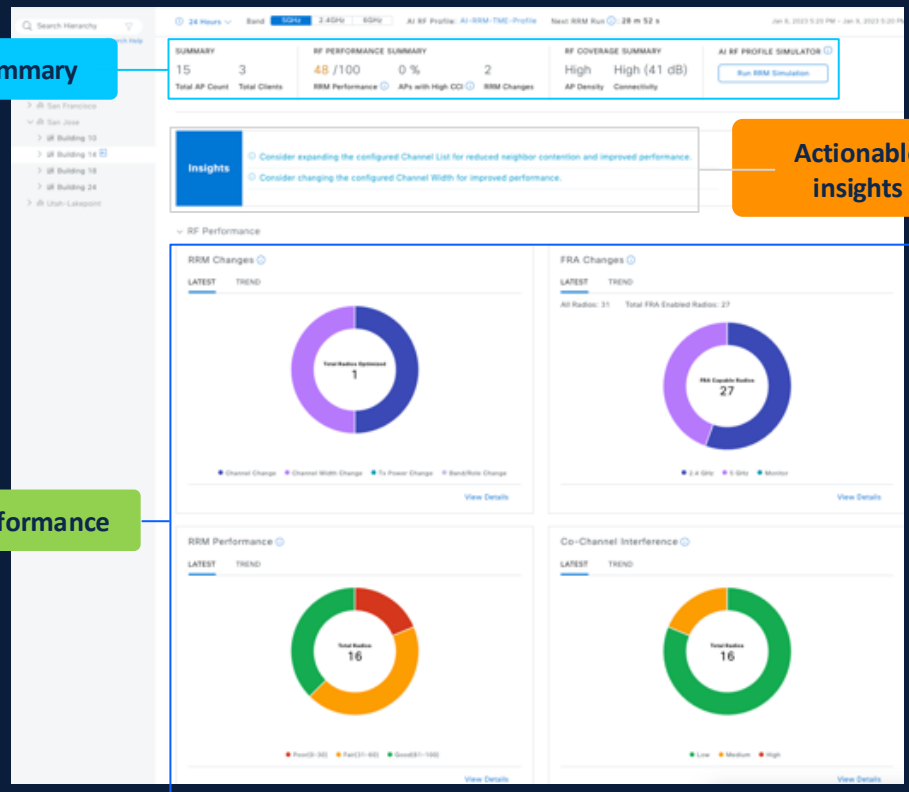 Search Hierarchy
24 Hours Band 5GHz 2.4GHz 6GHz AI RF Profile: AI-RRM-TME-Profile Next RRM Run : 28 m 52 s
Search Help
SUMMARY RF PERFORMANCE SUMMARY RF COVERAGE SUMMARY AI RF PROFILE SIMULATOR
15 3 48 /100 0 % 2 High High (41 dB) Run RRM Simulation
Total AP Count Total Clients RRM Performance APs with High CCI RRM Changes AP Density Connectivity
mmary
San Francisco
San Jose
Building 10
Building 14
Building 18
Building 24
Utah-Lakepoint
Insights
Consider expanding the configured Channel List for reduced neighbor contention and improved performance.
Consider changing the configured Channel Width for improved performance.
Actionable
insights
RF Performance
RRM Changes
LATEST TREND
Total Radios Optimized
1
Channel Change Channel Width Change Tx Power Change Band/Role Change
View Details
FRA Changes
LATEST TREND
All Radios: 31 Total FRA Enabled Radios: 27
FRA Capable Radios
27
2.4 GHz 5 GHz Monitor
View Details
formance
RRM Performance
LATEST TREND
Total Radios
16
Poor(0-30) Fair(31-60) Good(61-100)
View Details
Co-Channel Interference
LATEST TREND
Total Radios
16
Low Medium High
View Details